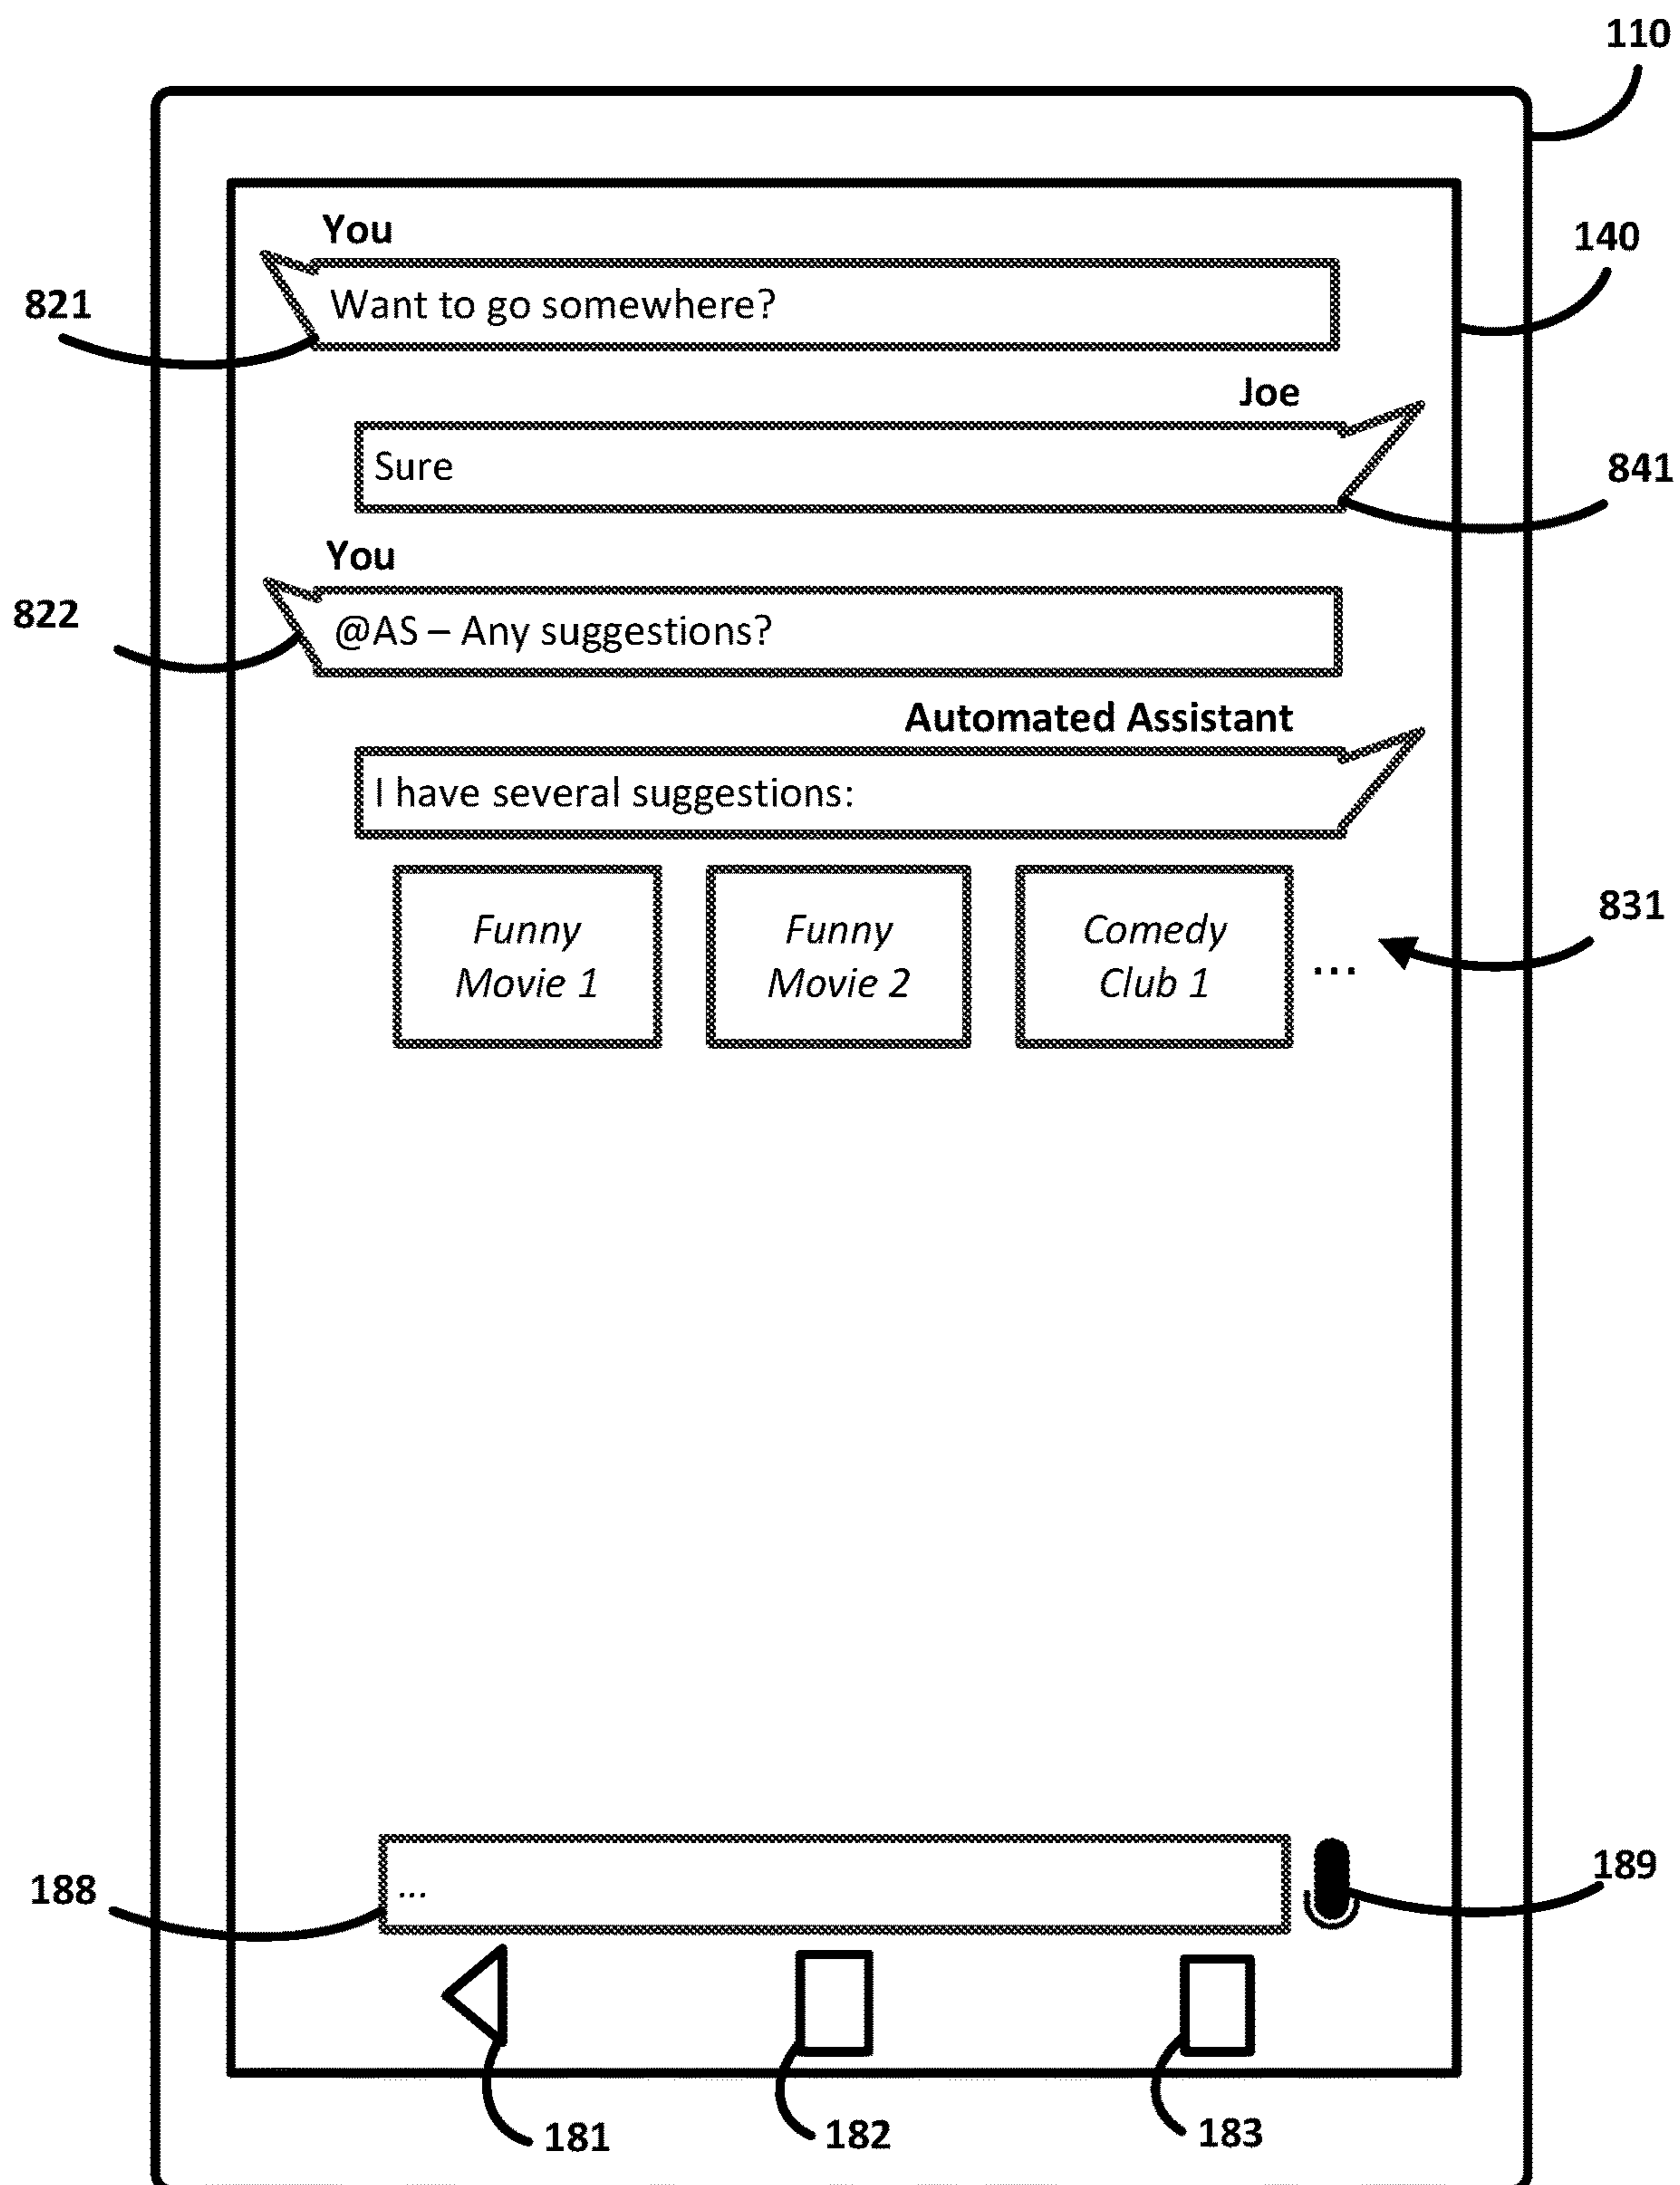 110
You
140
821
Want to go somewhere?
Joe
Sure
841
You
822
@AS – Any suggestions?
Automated Assistant
I have several suggestions:
Funny
Movie 1
Funny
Movie 2
Comedy
Club 1
...
831
188
...
189
181
182
183